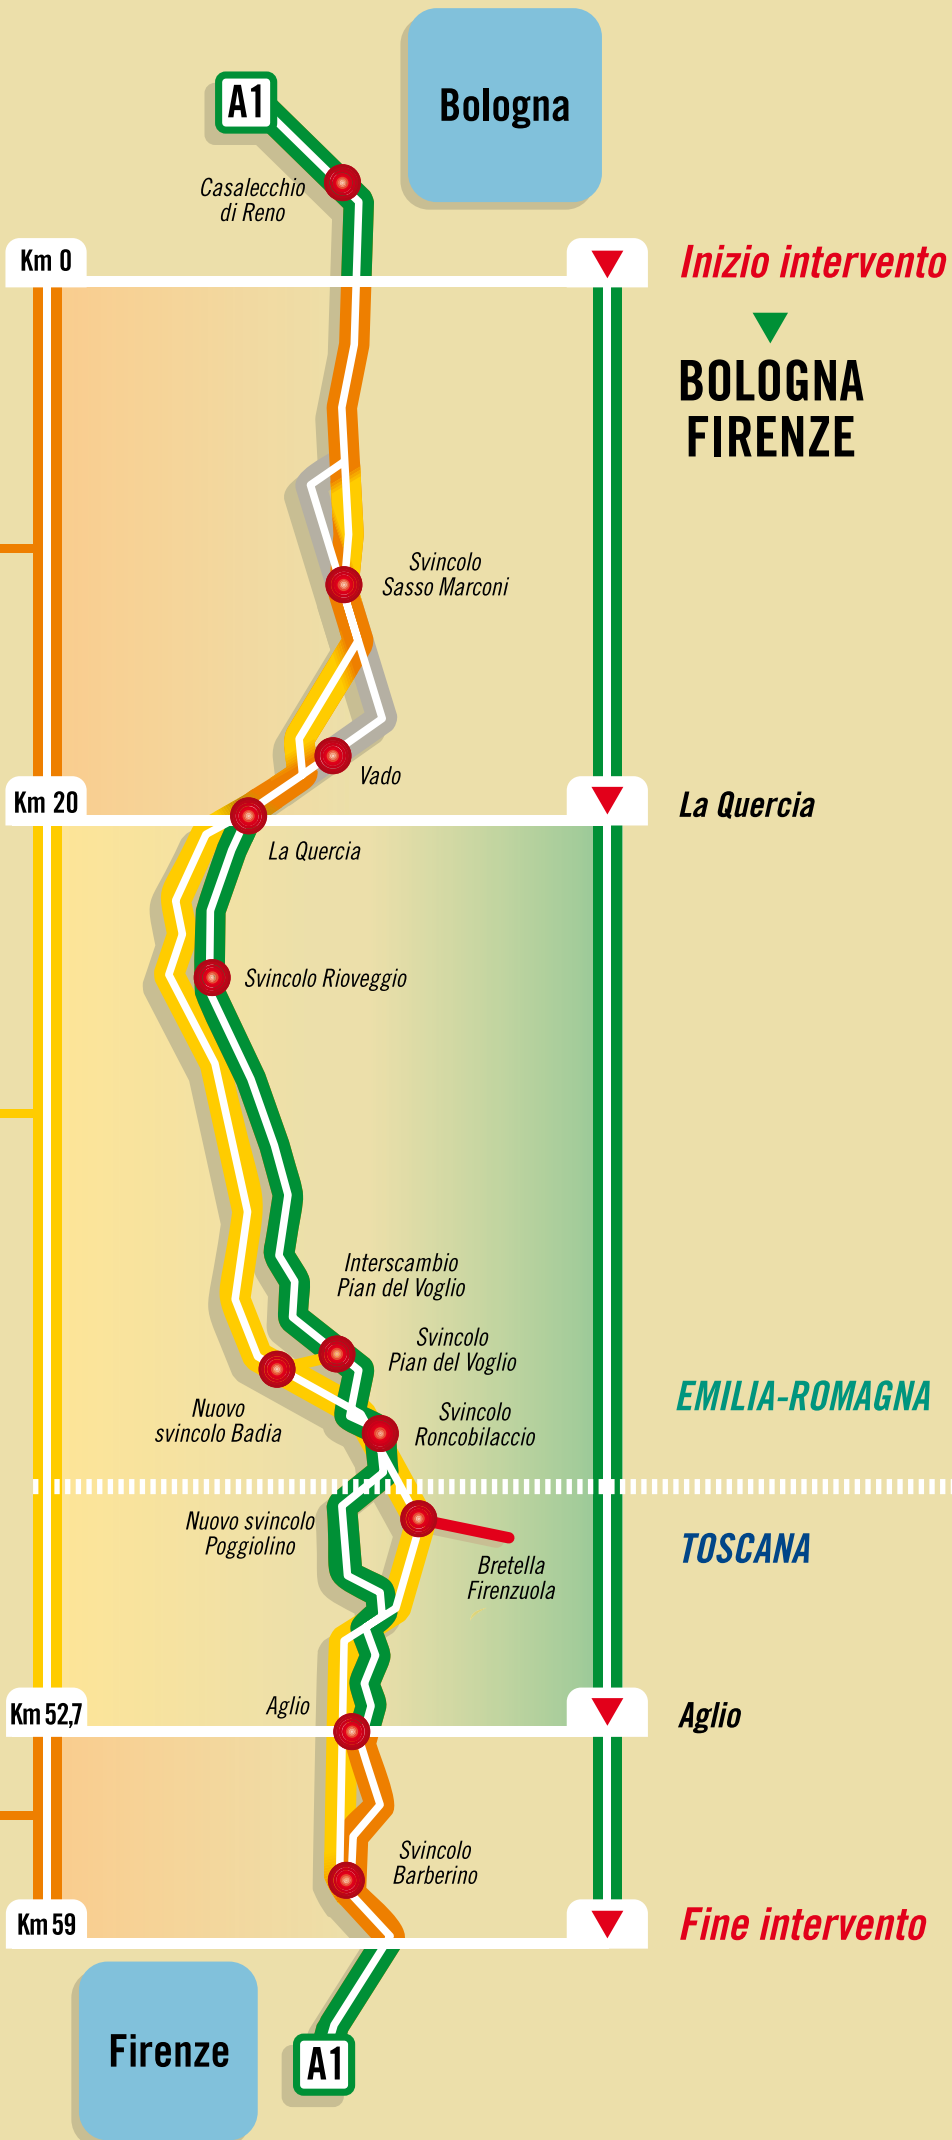 Bologna
A1
Casalecchio
di Reno
Km 0
Inizio intervento
BOLOGNA
FIRENZE
Svincolo
Sasso Marconi
Vado
Km 20
La Quercia
La Quercia
Svincolo Rioveggio
Interscambio
Pian del Voglio
Svincolo
Pian del Voglio
Nuovo
svincolo Badia
Svincolo
Roncobilaccio
EMILIA-ROMAGNA
Nuovo svincolo
Poggiolino
TOSCANA
Bretella
Firenzuola
Aglio
Km 52,7
Aglio
Svincolo
Barberino
Km 59
Fine intervento
Firenze
A1